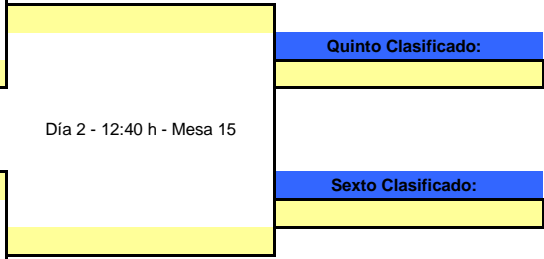 Quinto Clasificado:
Día 2 - 12:40 h - Mesa 15
Sexto Clasificado: